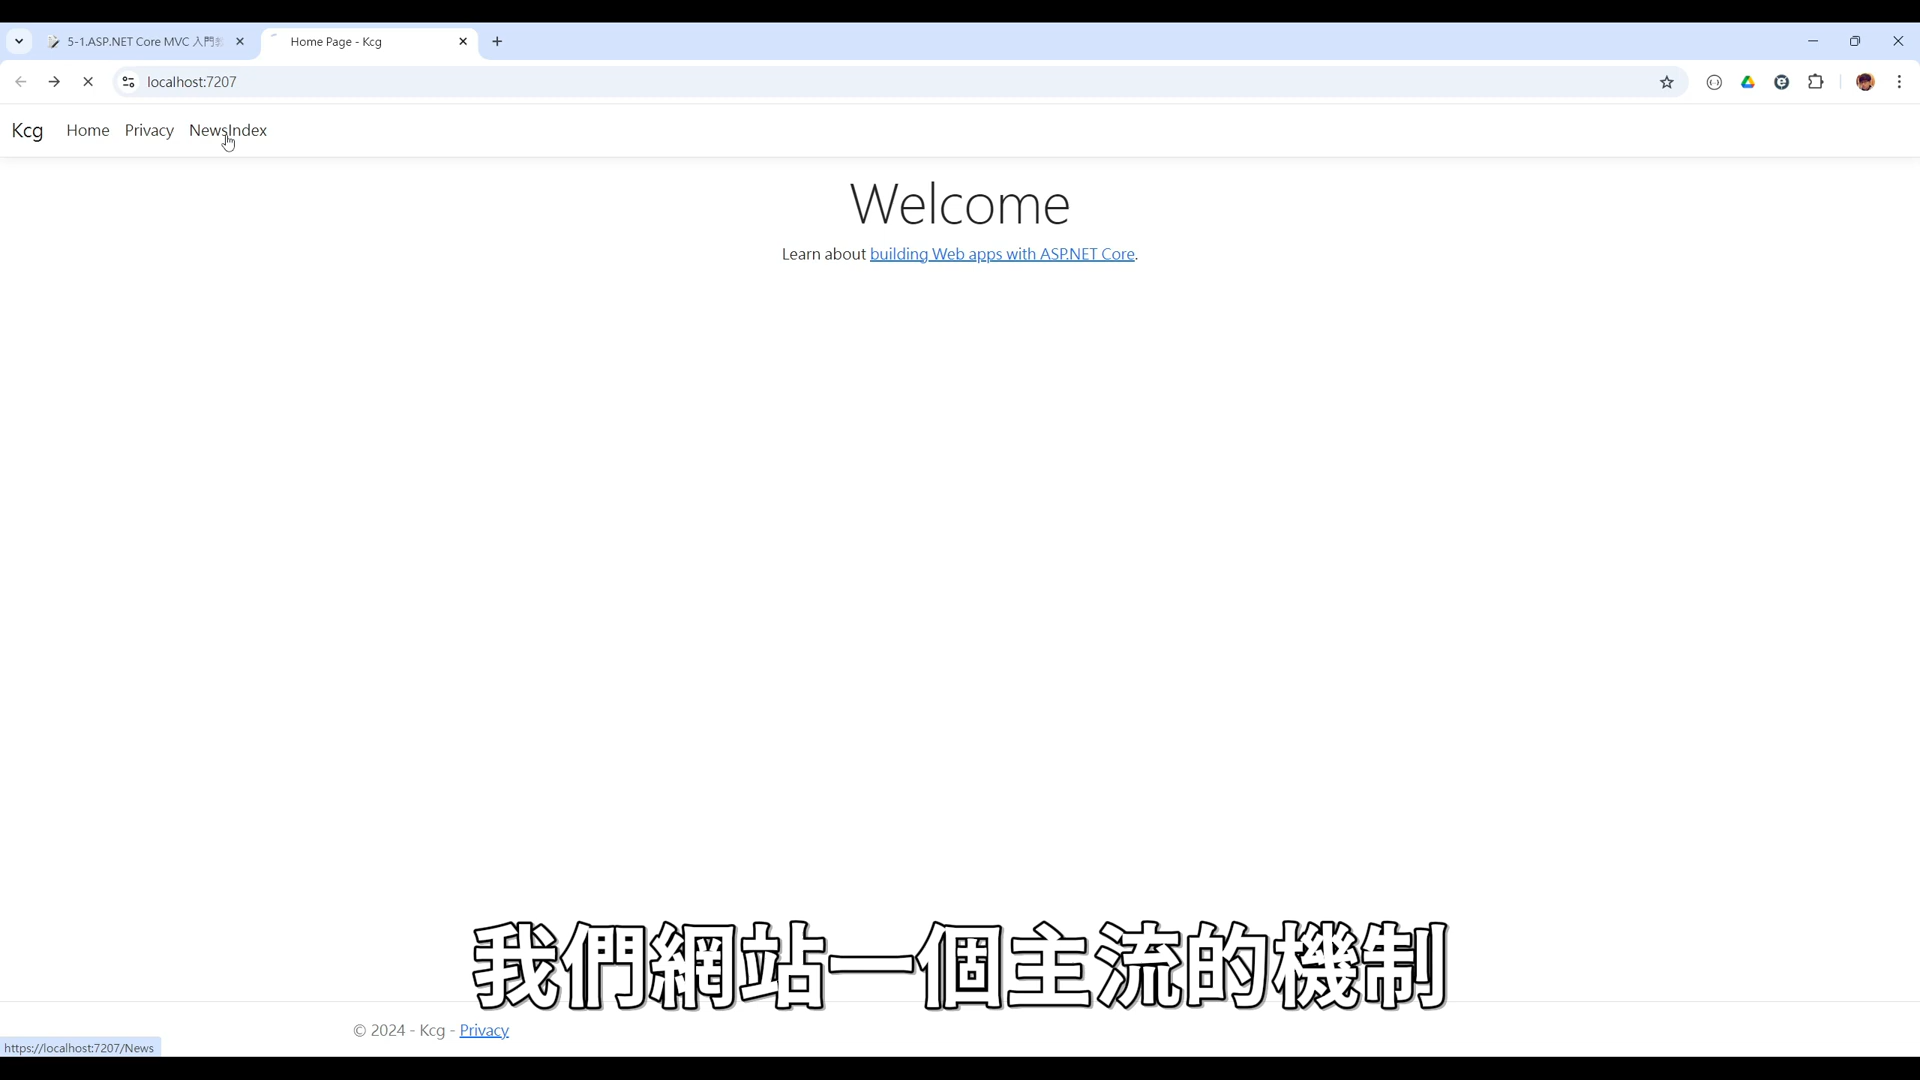 5-1.ASP.NET Core MVC 入門
Home Page - Kcg
localhost:7207
Kcg Home Privacy NewsIndex
Welcome
Learn about building Web apps with ASP.NET Core.
我們網站一個主流的機制
© 2024 - Kcg - Privacy
https://localhost:7207/News